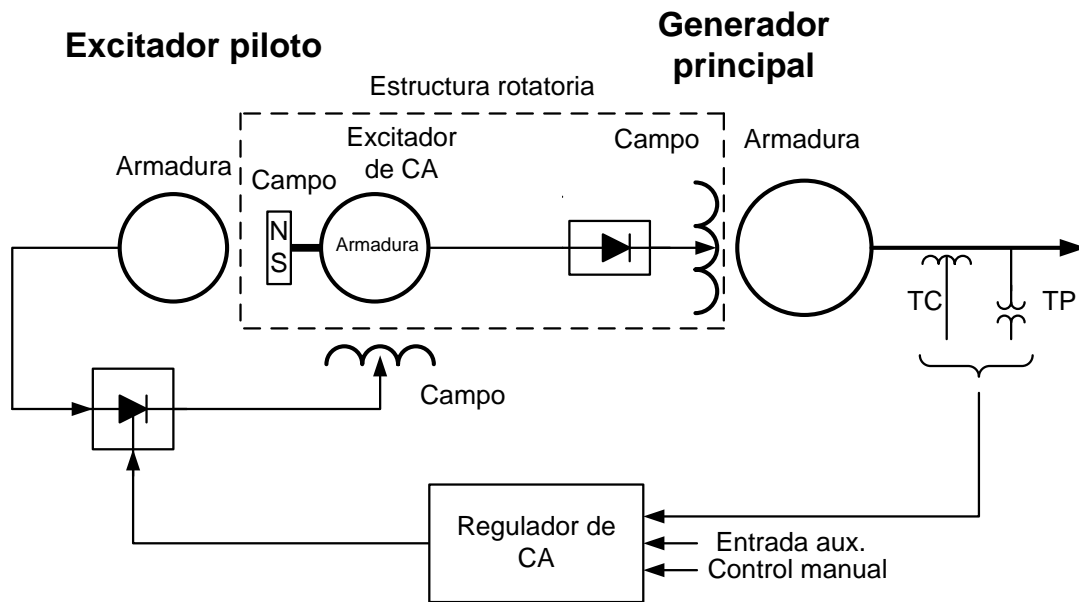 Excitador piloto
Generador
principal
Estructura rotatoria
Armadura
Campo
Excitador
de CA
Campo
Armadura
N
S
Armadura
TC
TP
Campo
Regulador de
CA
Entrada aux.
Control manual